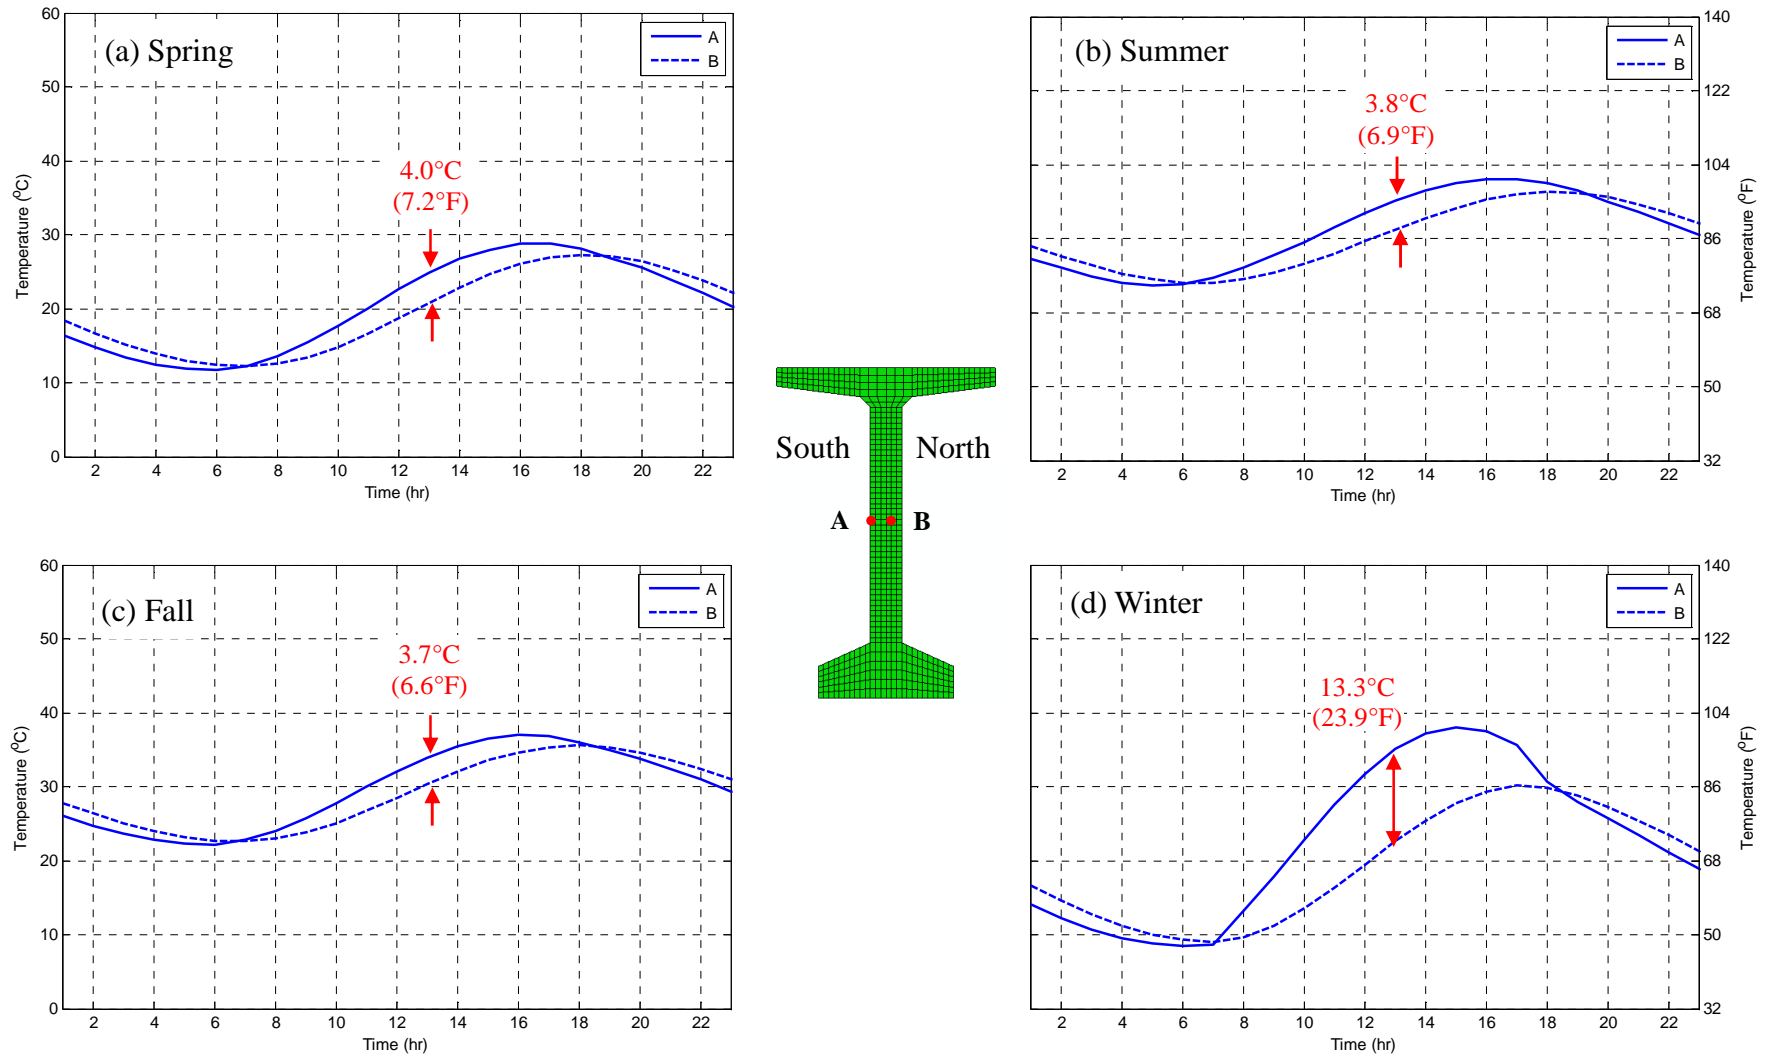 (a) Spring
A
B
60
50
40
30
20
10
0
Temperature (⁰C)
4.0°C
(7.2°F)
2 4 6 8 10 12 14 16 18 20 22
Time (hr)
(b) Summer
A
B
140
122
104
86
68
50
32
Temperature (⁰F)
3.8°C
(6.9°F)
2 4 6 8 10 12 14 16 18 20 22
Time (hr)
South North
A B
(c) Fall
A
B
60
50
40
30
20
10
0
Temperature (⁰C)
3.7°C
(6.6°F)
2 4 6 8 10 12 14 16 18 20 22
Time (hr)
(d) Winter
A
B
140
122
104
86
68
50
32
Temperature (⁰F)
13.3°C
(23.9°F)
2 4 6 8 10 12 14 16 18 20 22
Time (hr)